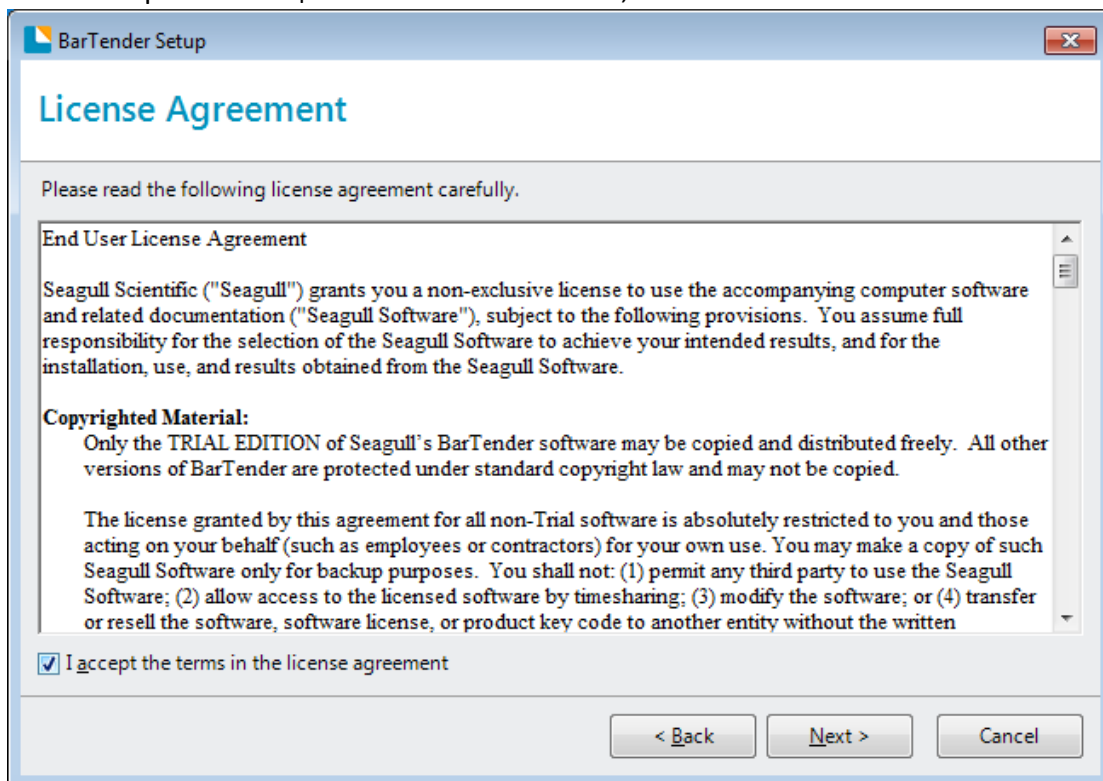 BarTender Setup
License Agreement
Please read the following license agreement carefully.
End User License Agreement
Seagull Scientific ("Seagull") grants you a non-exclusive license to use the accompanying computer software
and related documentation ("Seagull Software"), subject to the following provisions.  You assume full
responsibility for the selection of the Seagull Software to achieve your intended results, and for the
installation, use, and results obtained from the Seagull Software.
Copyrighted Material:
Only the TRIAL EDITION of Seagull’s BarTender software may be copied and distributed freely.  All other
versions of BarTender are protected under standard copyright law and may not be copied.
The license granted by this agreement for all non-Trial software is absolutely restricted to you and those
acting on your behalf (such as employees or contractors) for your own use. You may make a copy of such
Seagull Software only for backup purposes.  You shall not: (1) permit any third party to use the Seagull
Software; (2) allow access to the licensed software by timesharing; (3) modify the software; or (4) transfer
or resell the software, software license, or product key code to another entity without the written
I accept the terms in the license agreement
< Back Next > Cancel